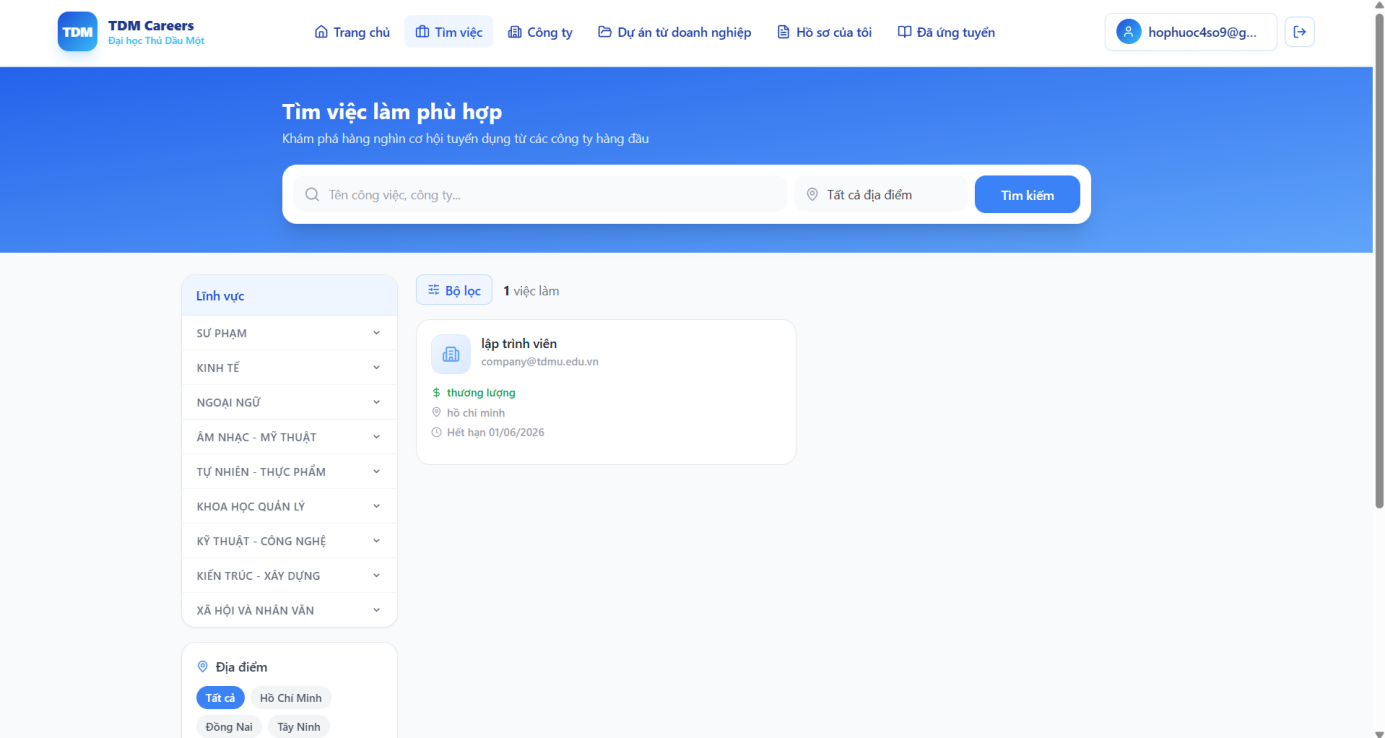 TDM
TDM Careers
Đại học Thủ Dầu Một
Trang chủ
Tìm việc
Công ty
Dự án từ doanh nghiệp
Hồ sơ của tôi
Đã ứng tuyển
hophuoc4so9@g...
Tìm việc làm phù hợp
Khám phá hàng nghìn cơ hội tuyển dụng từ các công ty hàng đầu
Tên công việc, công ty...
Tất cả địa điểm
Tìm kiếm
Lĩnh vực
SƯ PHẠM
KINH TẾ
NGOẠI NGỮ
ÂM NHẠC - MỸ THUẬT
TỰ NHIÊN - THỰC PHẨM
KHOA HỌC QUẢN LÝ
KỸ THUẬT - CÔNG NGHỆ
KIẾN TRÚC - XÂY DỰNG
XÃ HỘI VÀ NHÂN VĂN
Địa điểm
Tất cả
Hồ Chí Minh
Đồng Nai
Tây Ninh
Bộ lọc
1 việc làm
lập trình viên
company@tdmu.edu.vn
$ thương lượng
hồ chi minh
Hết hạn 01/06/2026